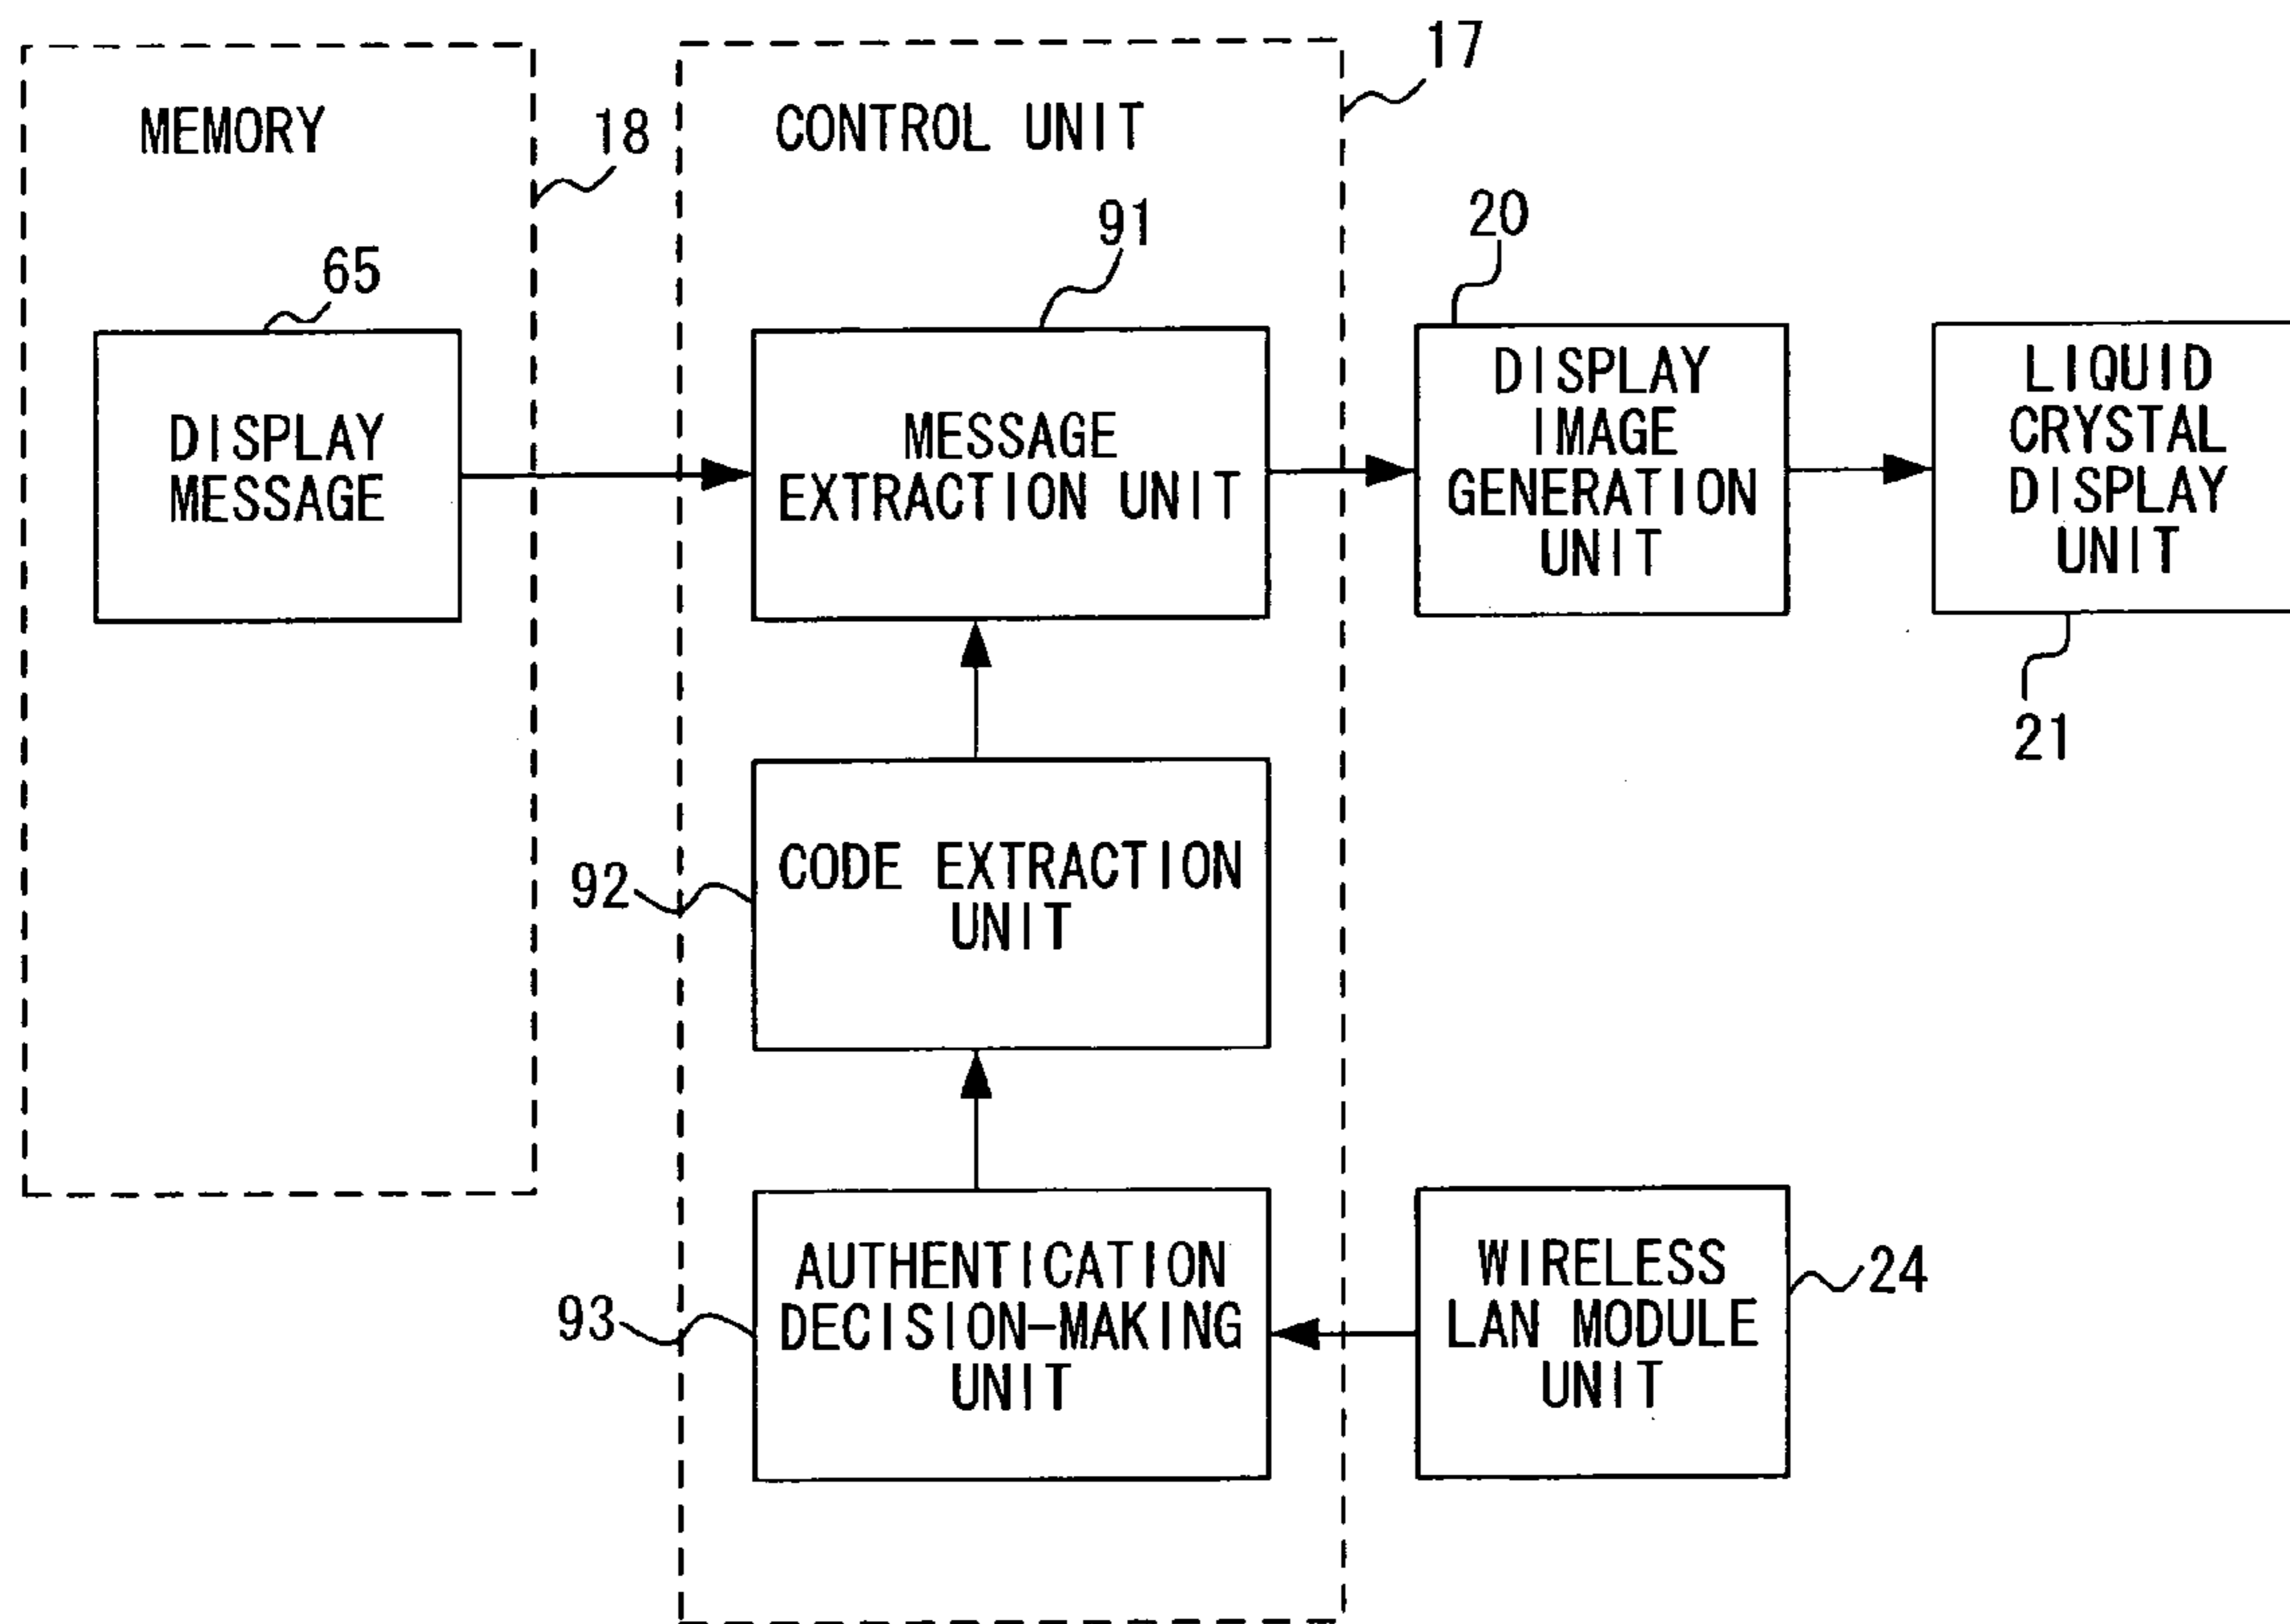 17
MEMORY
18
CONTROL UNIT
65
91
20
DISPLAY
MESSAGE
MESSAGE
EXTRACTION UNIT
DISPLAY
IMAGE
GENERATION
UNIT
LIQUID
CRYSTAL
DISPLAY
UNIT
21
92
CODE EXTRACTION
UNIT
93
AUTHENTICATION
DECISION-MAKING
UNIT
WIRELESS
LAN MODULE
UNIT
24